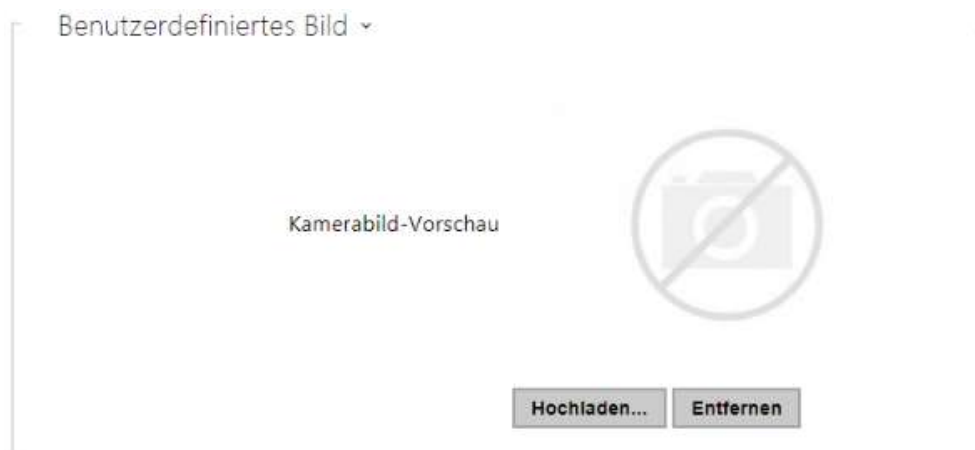 Benutzerdefiniertes Bild
Kamerabild-Vorschau
Hochladen...
Entfernen